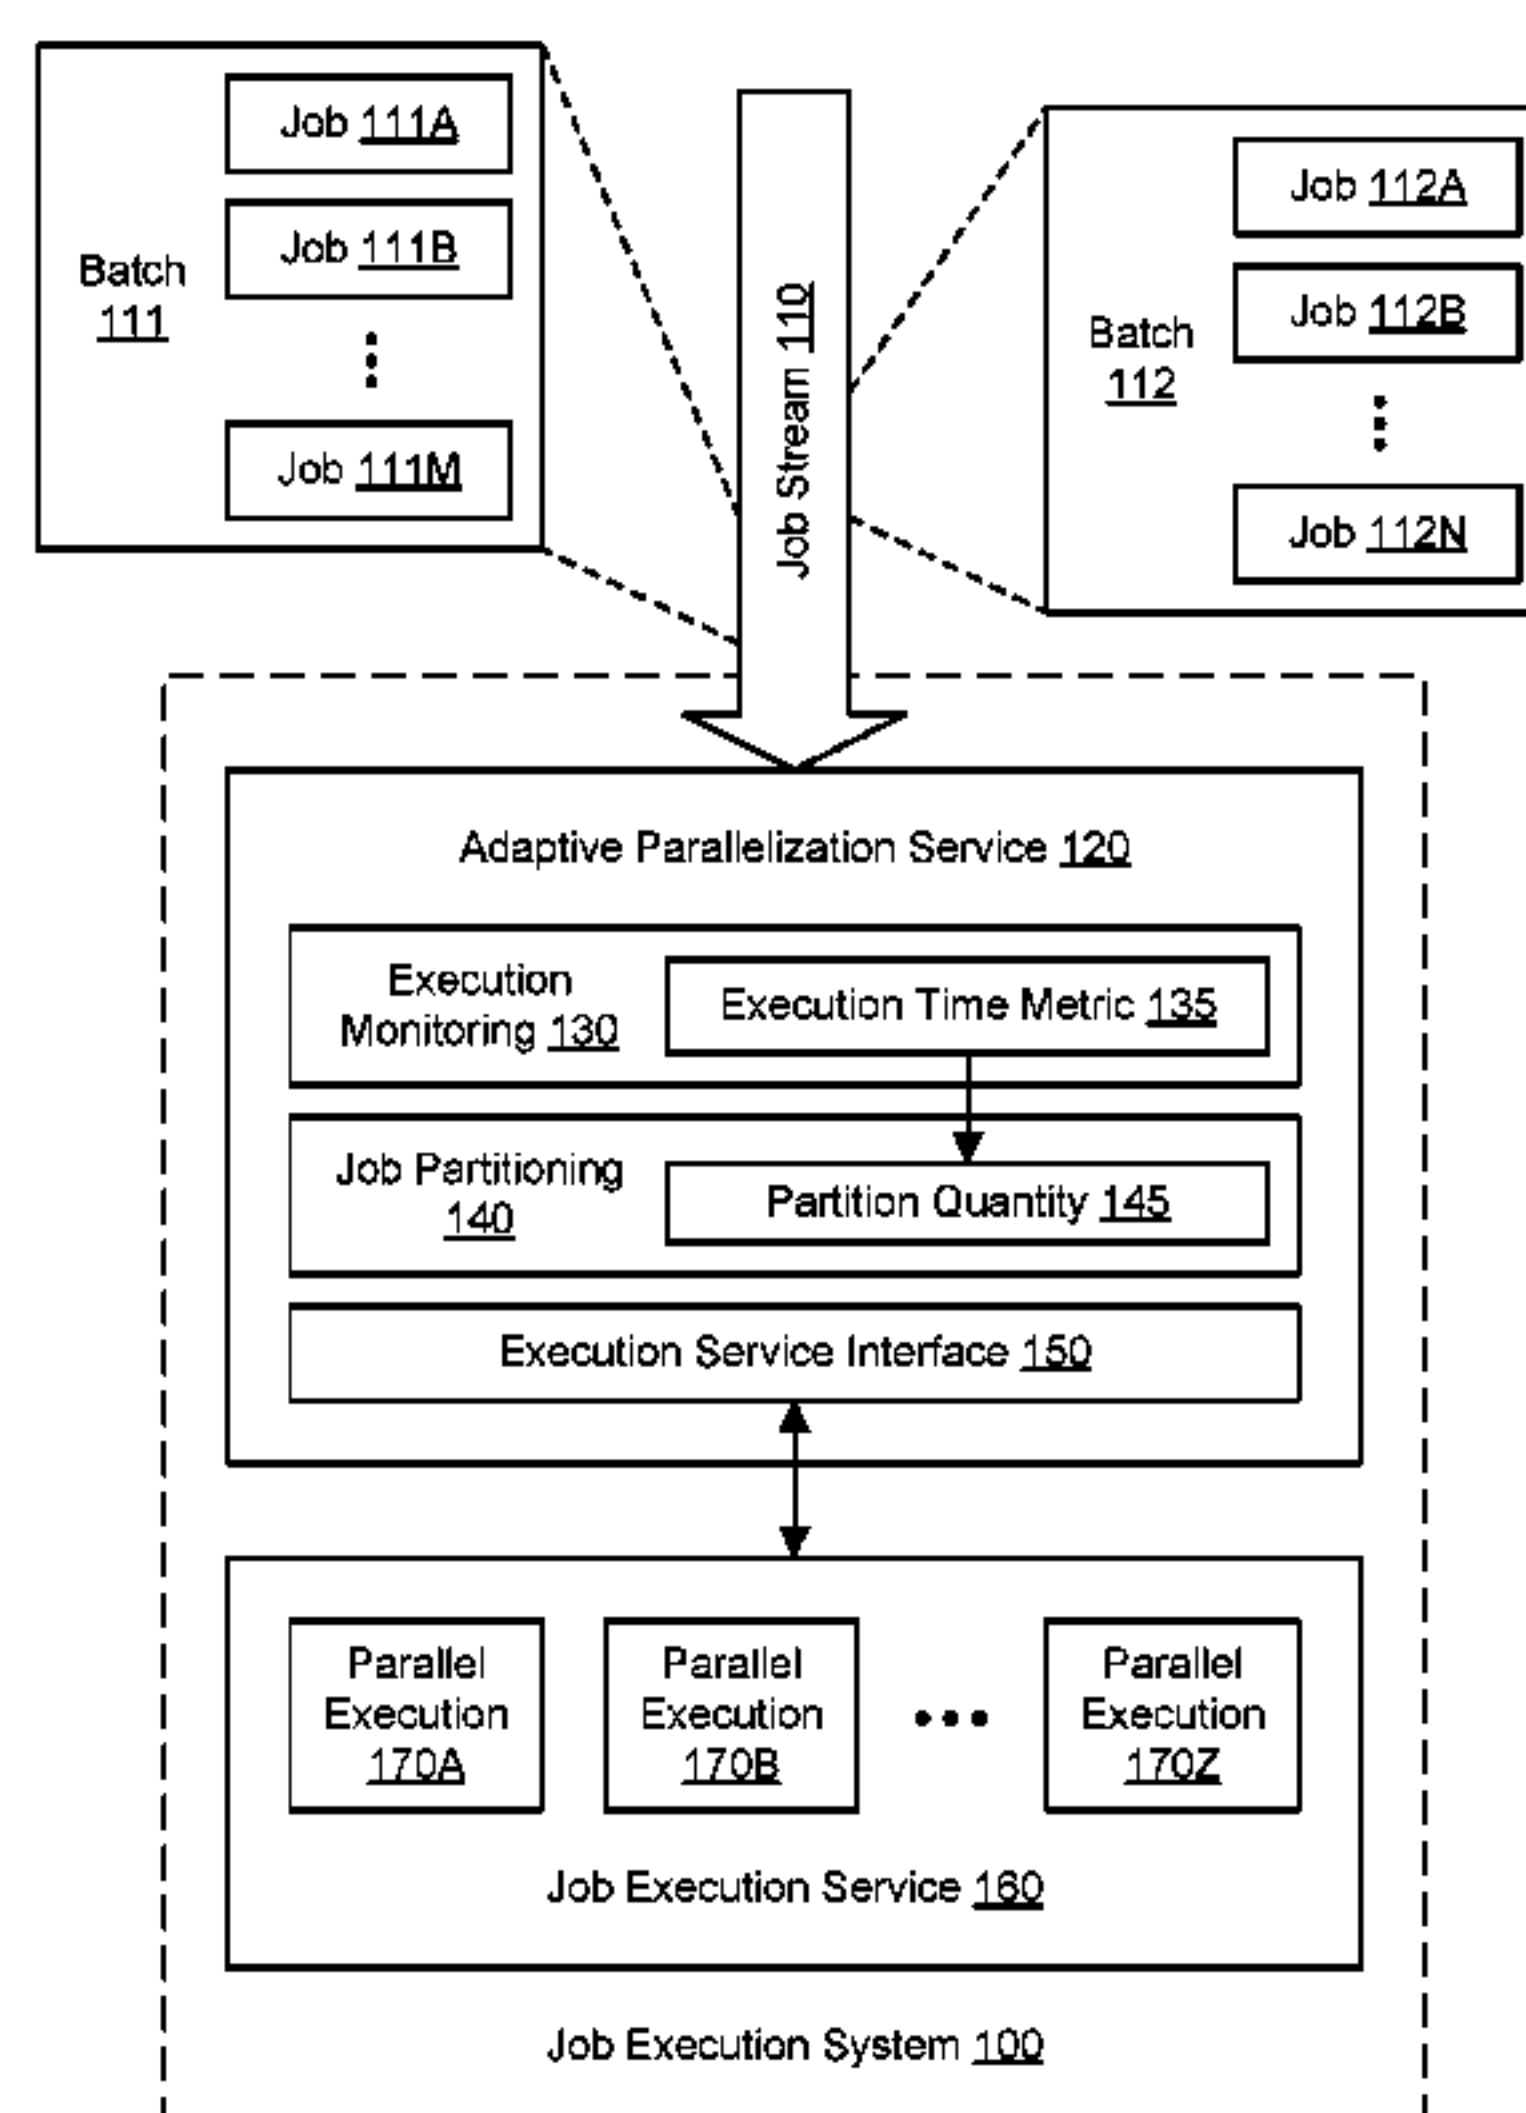 Job 111A
Job 111B
Batch
111
Job 111M
Job Stream 110
Job 112A
Job 112B
Batch
112
Job 112N
Adaptive Parallelization Service 120
Execution
Monitoring 130
Execution Time Metric 135
Job Partitioning
140
Partition Quantity 145
Execution Service Interface 150
Parallel
Execution
170A
Parallel
Execution
170B
Parallel
Execution
170Z
Job Execution Service 160
Job Execution System 100